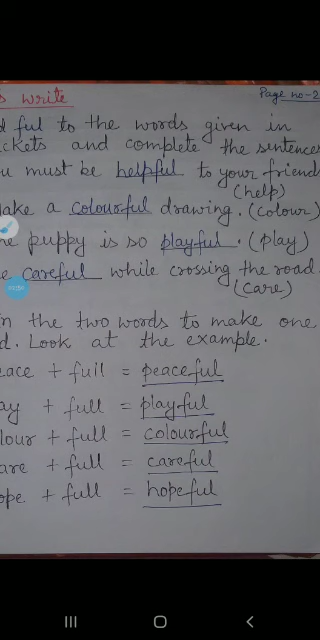 s write Page no-2
d ful to the words given in
ckets and complete the sentences
u must be helpful to your friend
(help)
ake a colourful drawing. (colour)
he puppy is so playful. (play)
e careful while crossing the road.
(care)
n the two words to make one
d. Look at the example.
eace + full = peaceful
ay + full = playful
lour + full = colourful
are + full = careful
ope + full = hopeful